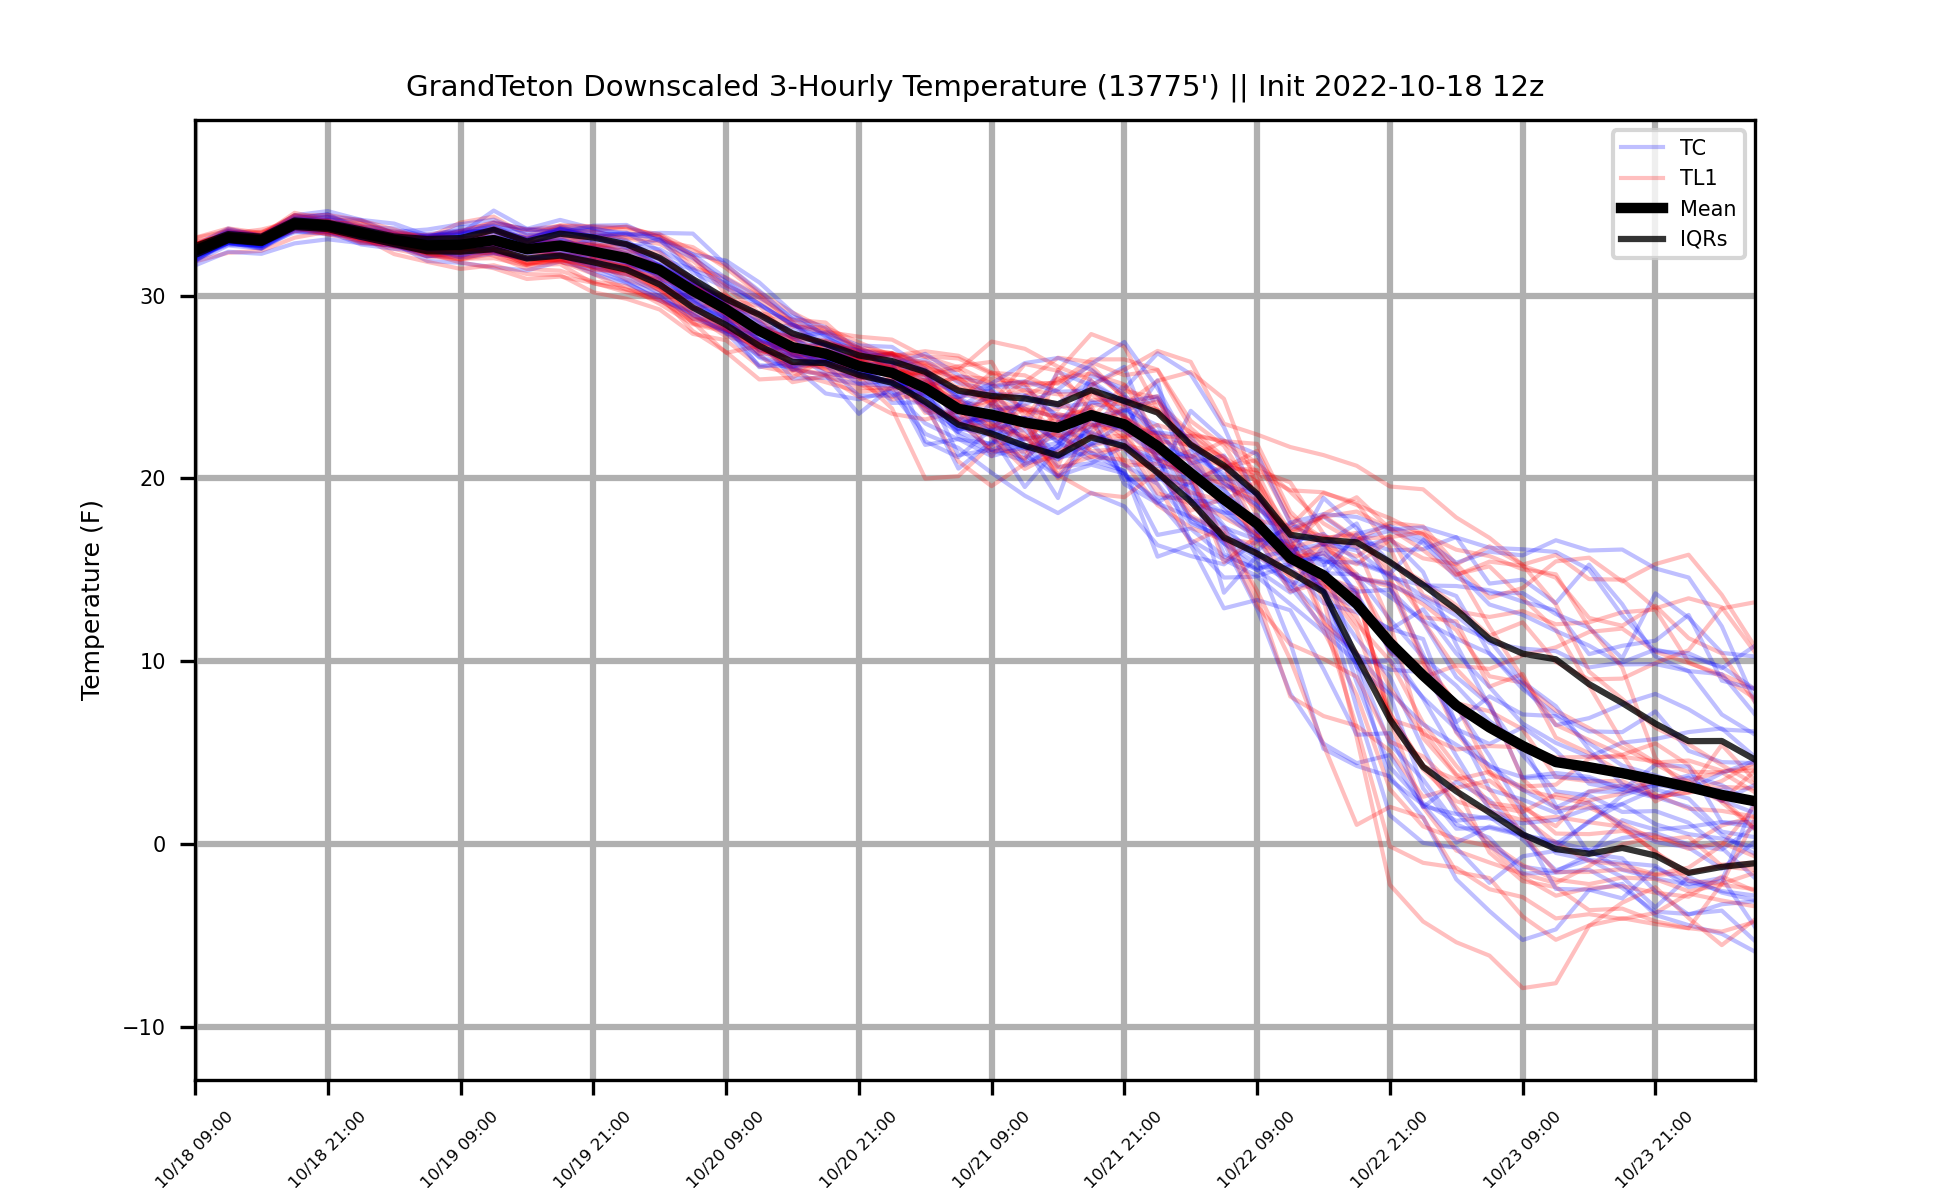 GrandTeton Downscaled 3-Hourly Temperature (13775') || Init 2022-10-18 12z
TC
TL1
Mean
IQRs
Temperature (F)
30
20
10
0
−10
10/18 09:00
10/18 21:00
10/19 09:00
10/19 21:00
10/20 09:00
10/20 21:00
10/21 09:00
10/21 21:00
10/22 09:00
10/22 21:00
10/23 09:00
10/23 21:00